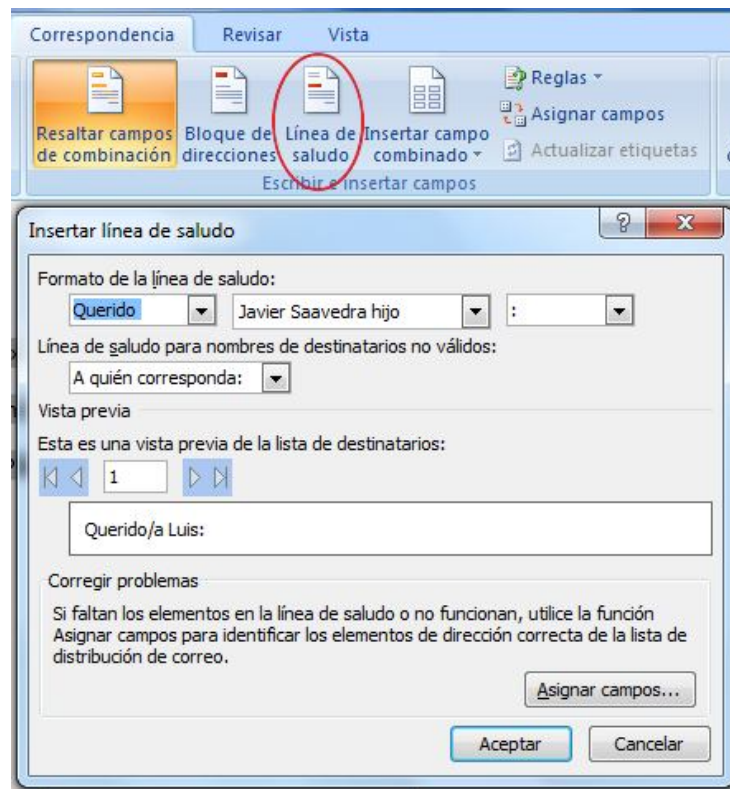 Correspondencia Revisar Vista
Resaltar campos de combinación
Bloque de direcciones
Línea de saludo
Insertar campo combinado
Reglas
Asignar campos
Actualizar etiquetas
Escribir e insertar campos
Insertar línea de saludo
Formato de la línea de saludo:
Querido Javier Saavedra hijo :
Línea de saludo para nombres de destinatarios no válidos:
A quién corresponda:
Vista previa
Esta es una vista previa de la lista de destinatarios:
1
Querido/a Luis:
Corregir problemas
Si faltan los elementos en la línea de saludo o no funcionan, utilice la función
Asignar campos para identificar los elementos de dirección correcta de la lista de
distribución de correo.
Asignar campos...
Aceptar Cancelar